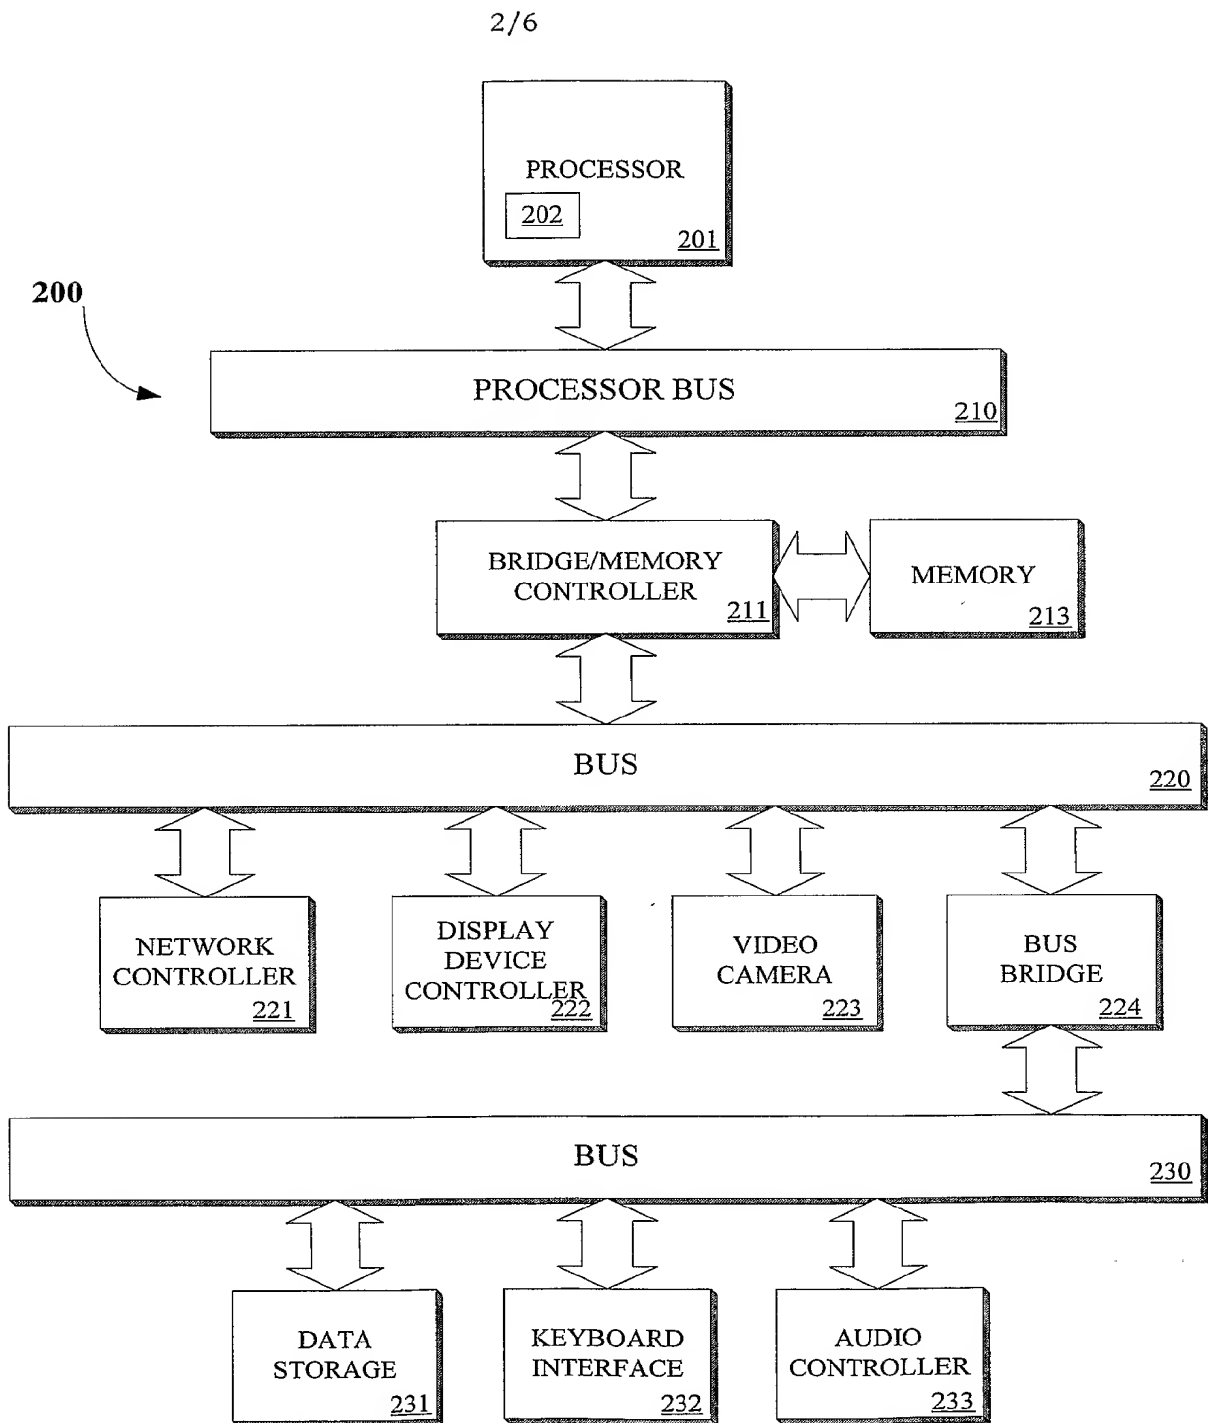 2/6
PROCESSOR
202
201
200
PROCESSOR BUS
210
BRIDGE/MEMORY
CONTROLLER
211
MEMORY
213
BUS
220
NETWORK
CONTROLLER
221
DISPLAY
DEVICE
CONTROLLER
222
VIDEO
CAMERA
223
BUS
BRIDGE
224
BUS
230
DATA
STORAGE
231
KEYBOARD
INTERFACE
232
AUDIO
CONTROLLER
233